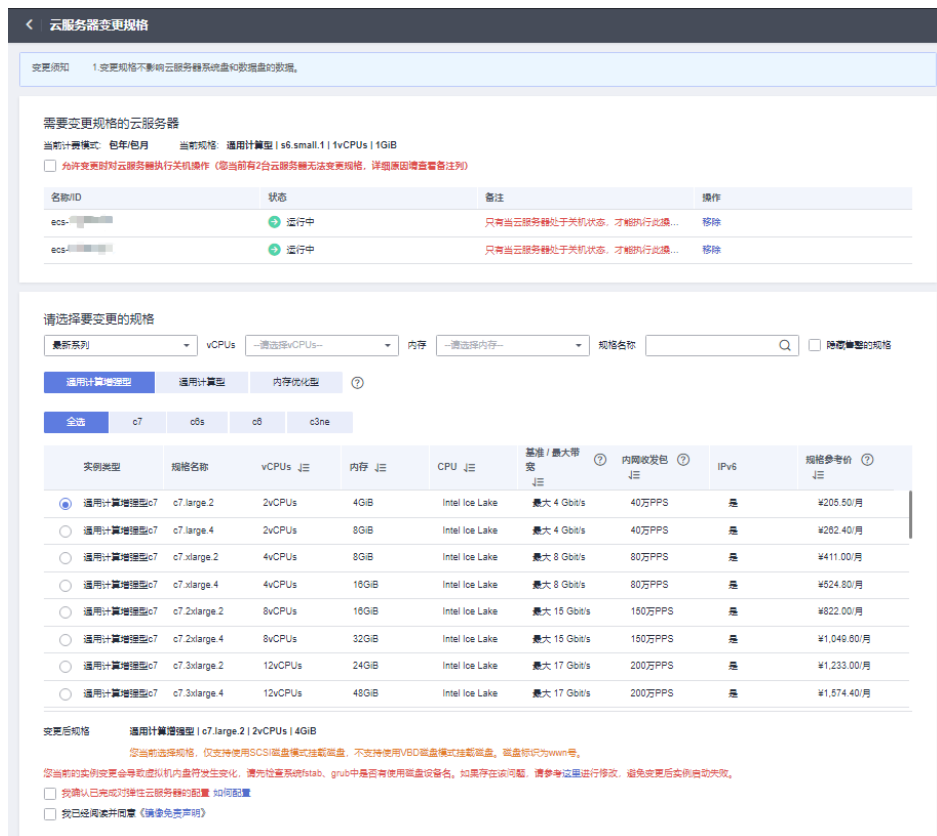 云服务器变更规格
变更须知 1.变更规格不影响云服务器系统盘和数据盘的数据。
需要变更规格的云服务器
当前计费模式: 包年/包月 当前规格: 通用计算型 | s6.small.1 | 1vCPUs | 1GiB
允许变更时对云服务器执行关机操作（您当前有2台云服务器无法变更规格，详细原因请查看备注列）
名称/ID 状态 备注 操作
ecs- 运行中 只有当云服务器处于关机状态，才能执行此操... 移除
ecs- 运行中 只有当云服务器处于关机状态，才能执行此操... 移除
请选择要变更的规格
最新系列 vCPUs --请选择vCPUs-- 内存 --请选择内存-- 规格名称 隐藏售罄的规格
通用计算增强型 通用计算型 内存优化型
全选 c7 c6s c6 c3ne
实例类型 规格名称 vCPUs 内存 CPU 基准 / 最大带宽 内网收发包 IPv6 规格参考价
通用计算增强型c7 c7.large.2 2vCPUs 4GiB Intel Ice Lake 最大 4 Gbit/s 40万PPS 是 ¥205.50/月
通用计算增强型c7 c7.large.4 2vCPUs 8GiB Intel Ice Lake 最大 4 Gbit/s 40万PPS 是 ¥262.40/月
通用计算增强型c7 c7.xlarge.2 4vCPUs 8GiB Intel Ice Lake 最大 8 Gbit/s 80万PPS 是 ¥411.00/月
通用计算增强型c7 c7.xlarge.4 4vCPUs 16GiB Intel Ice Lake 最大 8 Gbit/s 80万PPS 是 ¥524.80/月
通用计算增强型c7 c7.2xlarge.2 8vCPUs 16GiB Intel Ice Lake 最大 15 Gbit/s 150万PPS 是 ¥822.00/月
通用计算增强型c7 c7.2xlarge.4 8vCPUs 32GiB Intel Ice Lake 最大 15 Gbit/s 150万PPS 是 ¥1,049.60/月
通用计算增强型c7 c7.3xlarge.2 12vCPUs 24GiB Intel Ice Lake 最大 17 Gbit/s 200万PPS 是 ¥1,233.00/月
通用计算增强型c7 c7.3xlarge.4 12vCPUs 48GiB Intel Ice Lake 最大 17 Gbit/s 200万PPS 是 ¥1,574.40/月
变更后规格 通用计算增强型 | c7.large.2 | 2vCPUs | 4GiB
您当前选择规格，仅支持使用SCSI磁盘模式挂载磁盘，不支持使用VBD磁盘模式挂载磁盘。磁盘标识为wwn号。
您当前的实例变更会导致虚拟机内盘符发生变化，请先检查系统fstab、grub中是否有使用磁盘设备名。如果存在该问题，请参考这里进行修改，避免变更后实例启动失败。
我确认已完成对弹性云服务器的配置 如何配置
我已经阅读并同意《镜像免责声明》